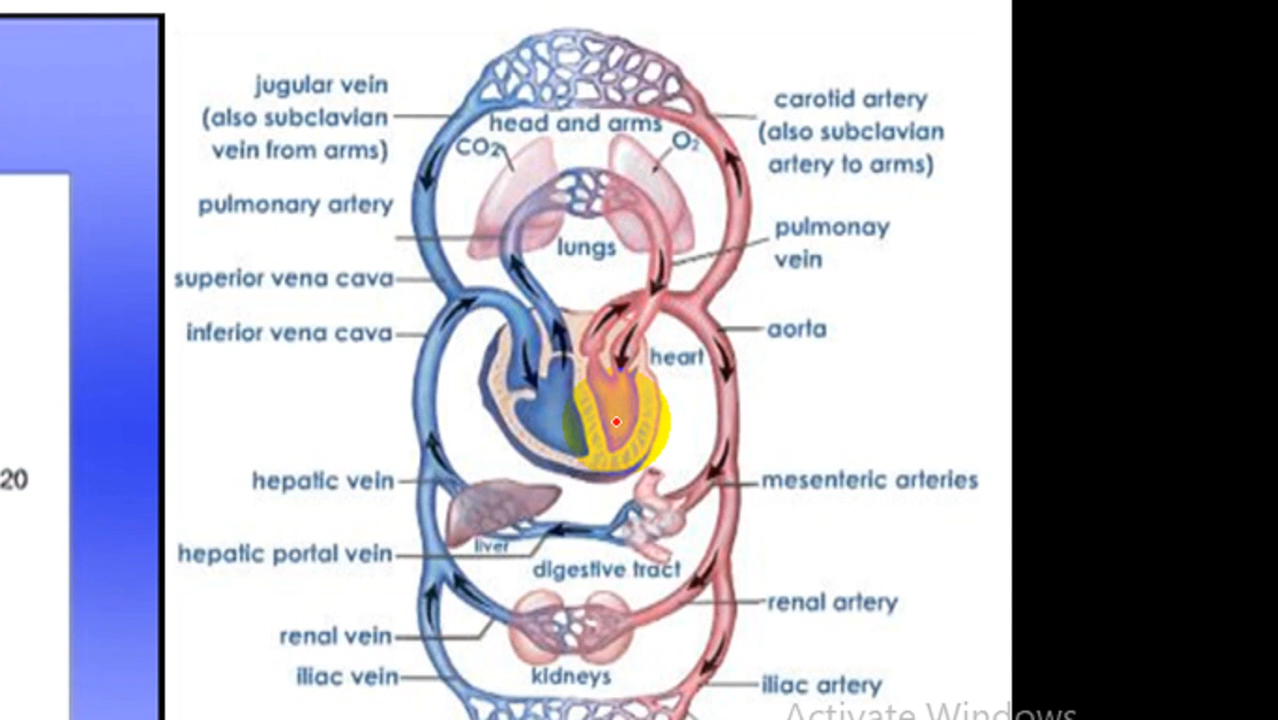 jugular vein
(also subclavian
vein from arms)
pulmonary artery
superior vena cava
inferior vena cava
hepatic vein
hepatic portal vein
renal vein
iliac vein
head and arms
CO2
O2
lungs
heart
liver
digestive tract
kidneys
carotid artery
(also subclavian
artery to arms)
pulmonay
vein
aorta
mesenteric arteries
renal artery
iliac artery
20
Activate Windows